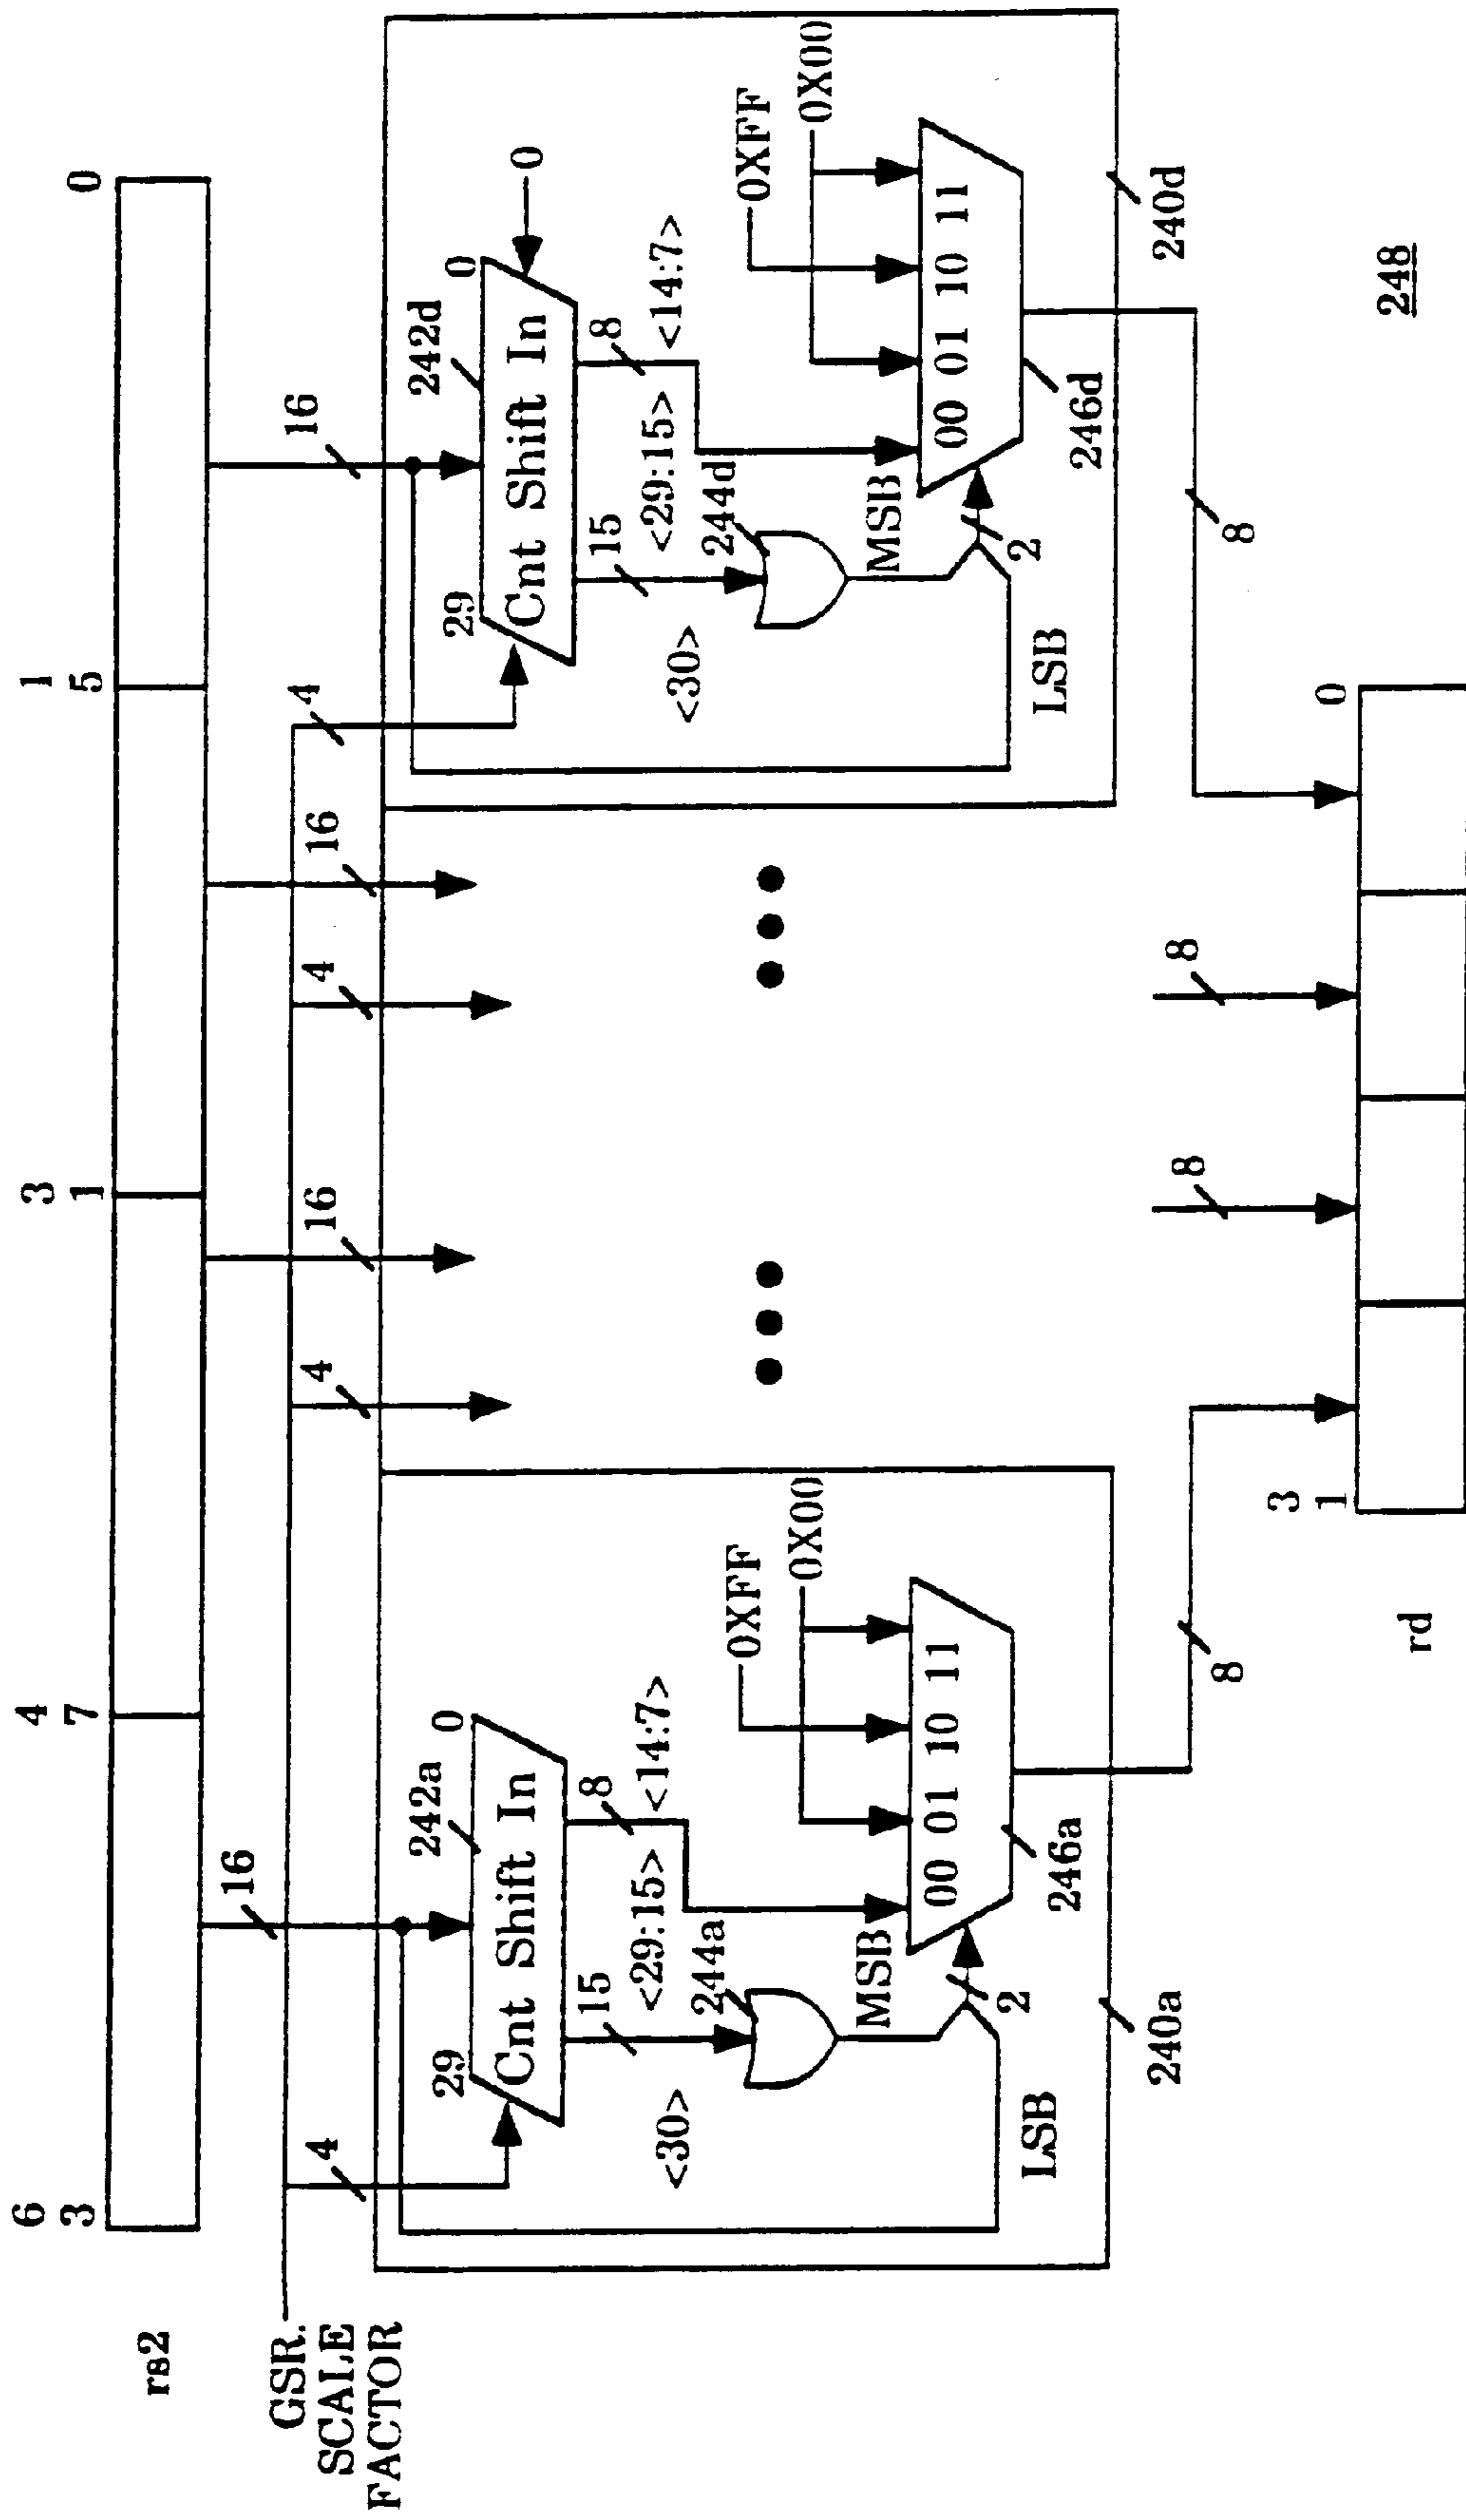 6 4 3 1
3 7 1 5 0
rs2
16
GSR.
SCALE
FACTOR
4 4 16 4 16 4 16
242a 242d
29 0 29 0
Cnt Shift In Cnt Shift In 0
15 8 15 8
<29:15> <14:7> <29:15> <14:7>
<30> <30>
244a 244d
0XFF 0XFF
0X00 0X00
MSB MSB
00 01 10 11 00 01 10 11
2 2
LSB LSB
246a 246d
240a 240d
8 8
8 8
3
1 0
rd
248